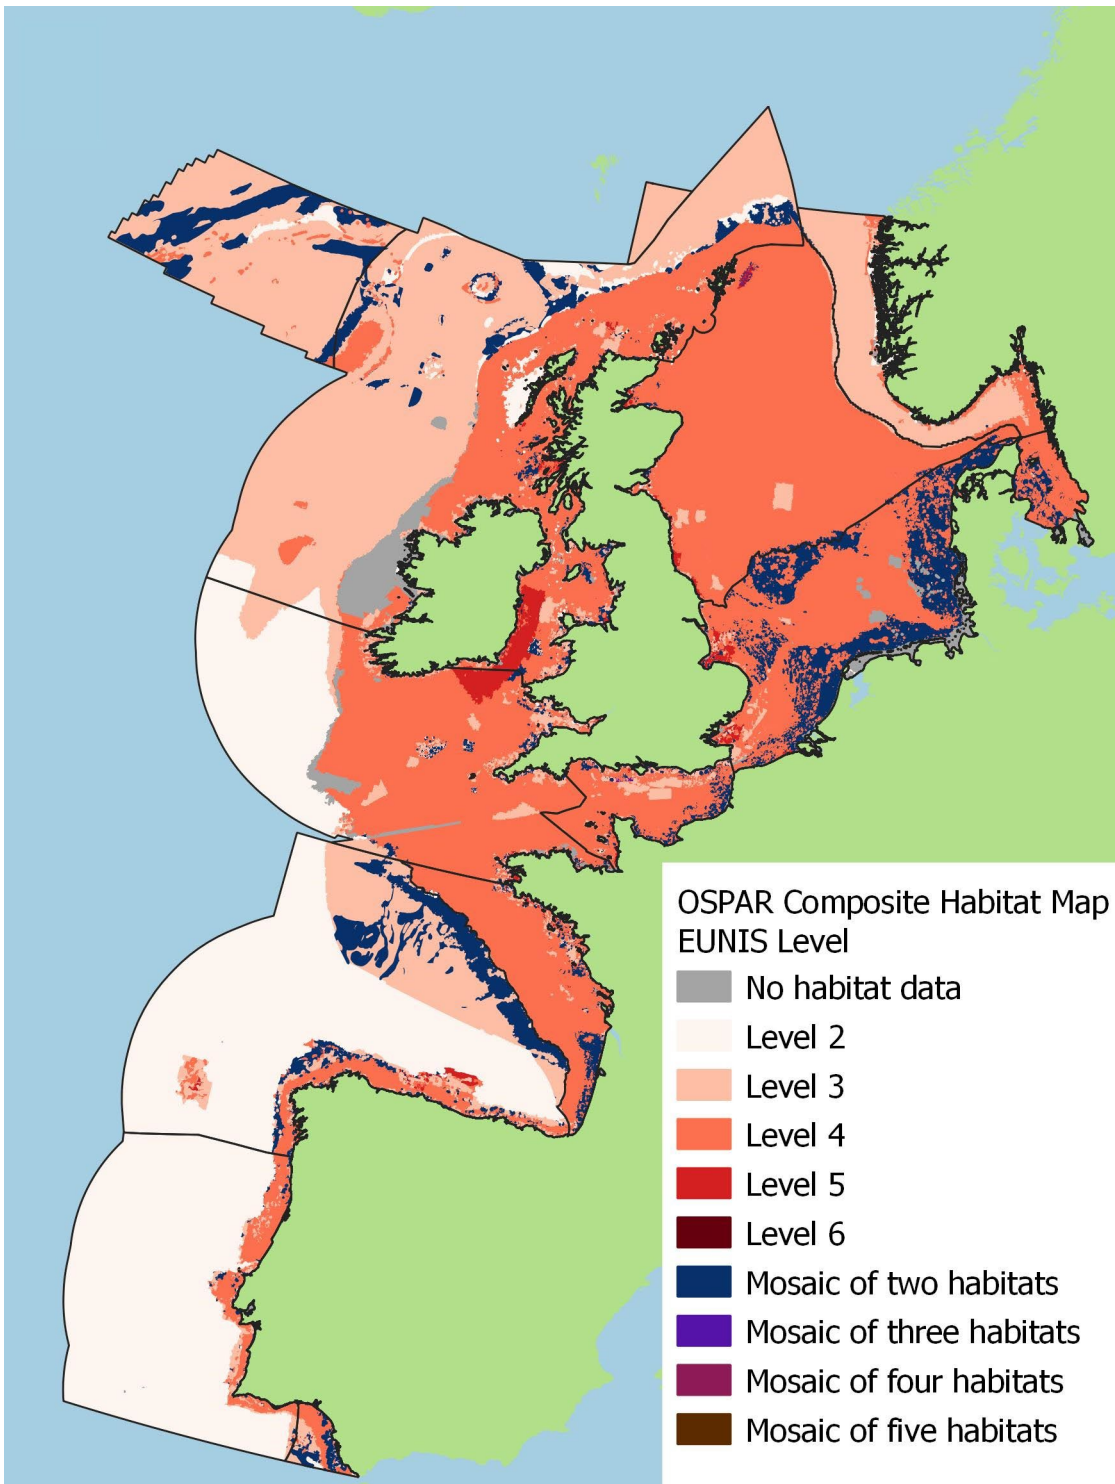 OSPAR Composite Habitat Map
EUNIS Level
No habitat data
Level 2
Level 3
Level 4
Level 5
Level 6
Mosaic of two habitats
Mosaic of three habitats
Mosaic of four habitats
Mosaic of five habitats